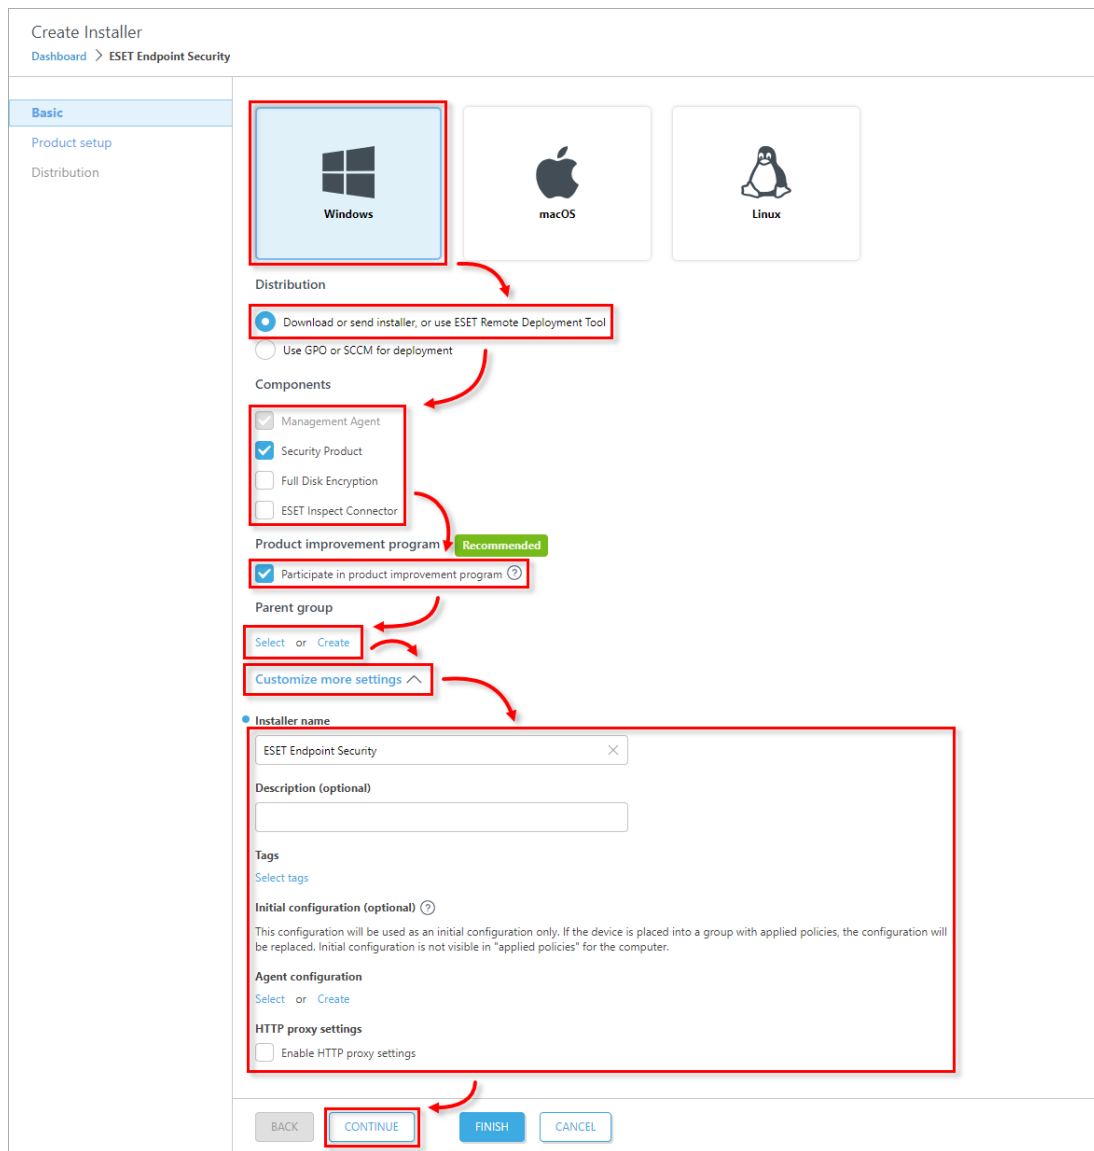 Create Installer
Dashboard > ESET Endpoint Security
Basic
Product setup
Distribution
Windows
macOS
Linux
Distribution
Download or send installer, or use ESET Remote Deployment Tool
Use GPO or SCCM for deployment
Components
Management Agent
Security Product
Full Disk Encryption
ESET Inspect Connector
Product improvement program Recommended
Participate in product improvement program ?
Parent group
Select or Create
Customize more settings
Installer name
ESET Endpoint Security
Description (optional)
Tags
Select tags
Initial configuration (optional) ?
This configuration will be used as an initial configuration only. If the device is placed into a group with applied policies, the configuration will
be replaced. Initial configuration is not visible in "applied policies" for the computer.
Agent configuration
Select or Create
HTTP proxy settings
Enable HTTP proxy settings
BACK CONTINUE FINISH CANCEL